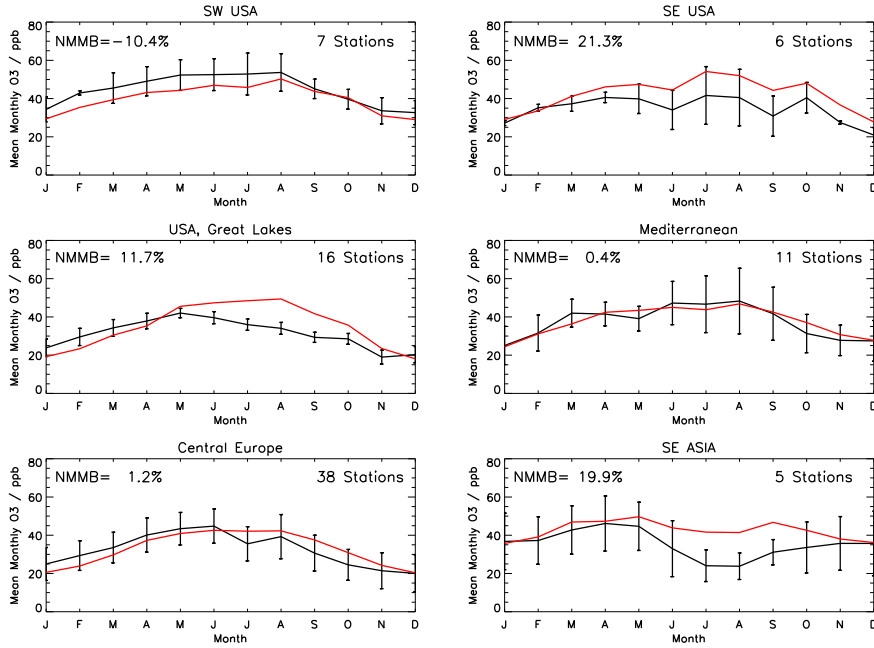 SW USA
NMMB=-10.4% 7 Stations
Mean Monthly O3 / ppb
80
60
40
20
0
J F M A M J J A S O N D
Month
SE USA
NMMB= 21.3% 6 Stations
Mean Monthly O3 / ppb
80
60
40
20
0
J F M A M J J A S O N D
Month
USA, Great Lakes
NMMB= 11.7% 16 Stations
Mean Monthly O3 / ppb
80
60
40
20
0
J F M A M J J A S O N D
Month
Mediterranean
NMMB= 0.4% 11 Stations
Mean Monthly O3 / ppb
80
60
40
20
0
J F M A M J J A S O N D
Month
Central Europe
NMMB= 1.2% 38 Stations
Mean Monthly O3 / ppb
80
60
40
20
0
J F M A M J J A S O N D
Month
SE ASIA
NMMB= 19.9% 5 Stations
Mean Monthly O3 / ppb
80
60
40
20
0
J F M A M J J A S O N D
Month